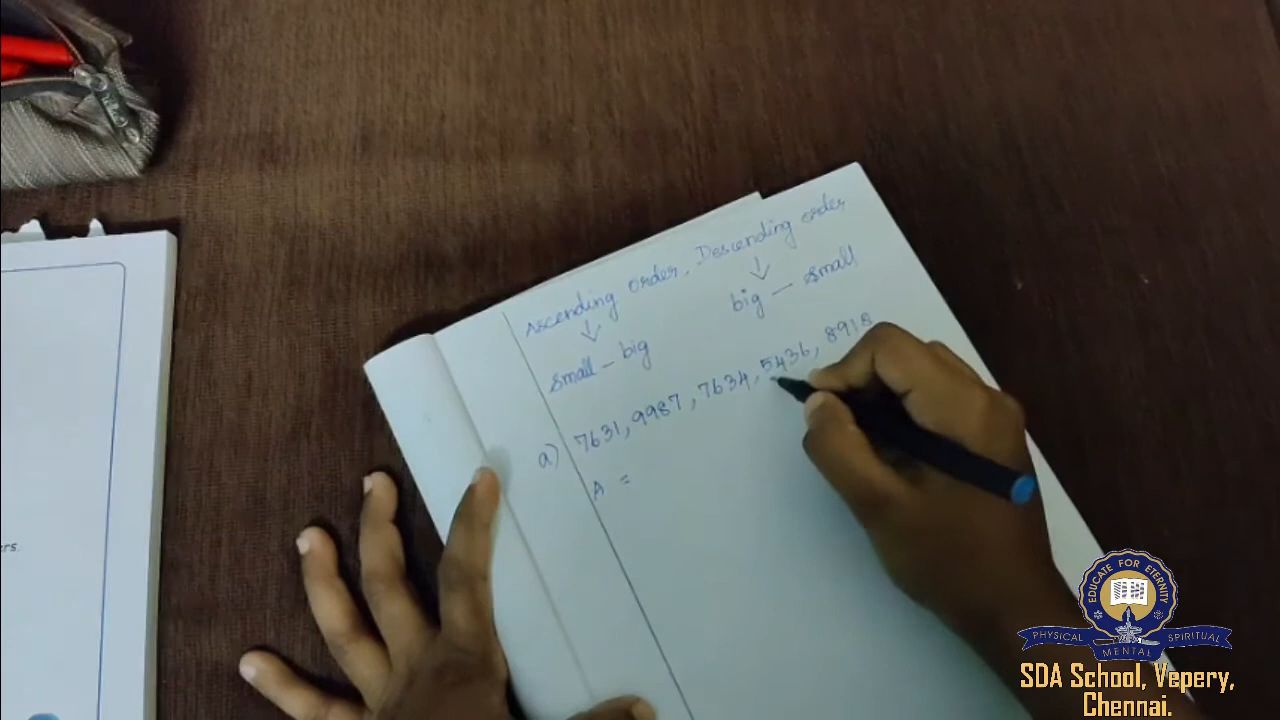 Ascending order, Descending order
↓ ↓
small - big big - small
a) 7631, 9987, 7634, 5436, 8918
A =
ers.
EDUCATE FOR ETERNITY
PHYSICAL MENTAL SPIRITUAL
SDA School, Vepery,
Chennai.